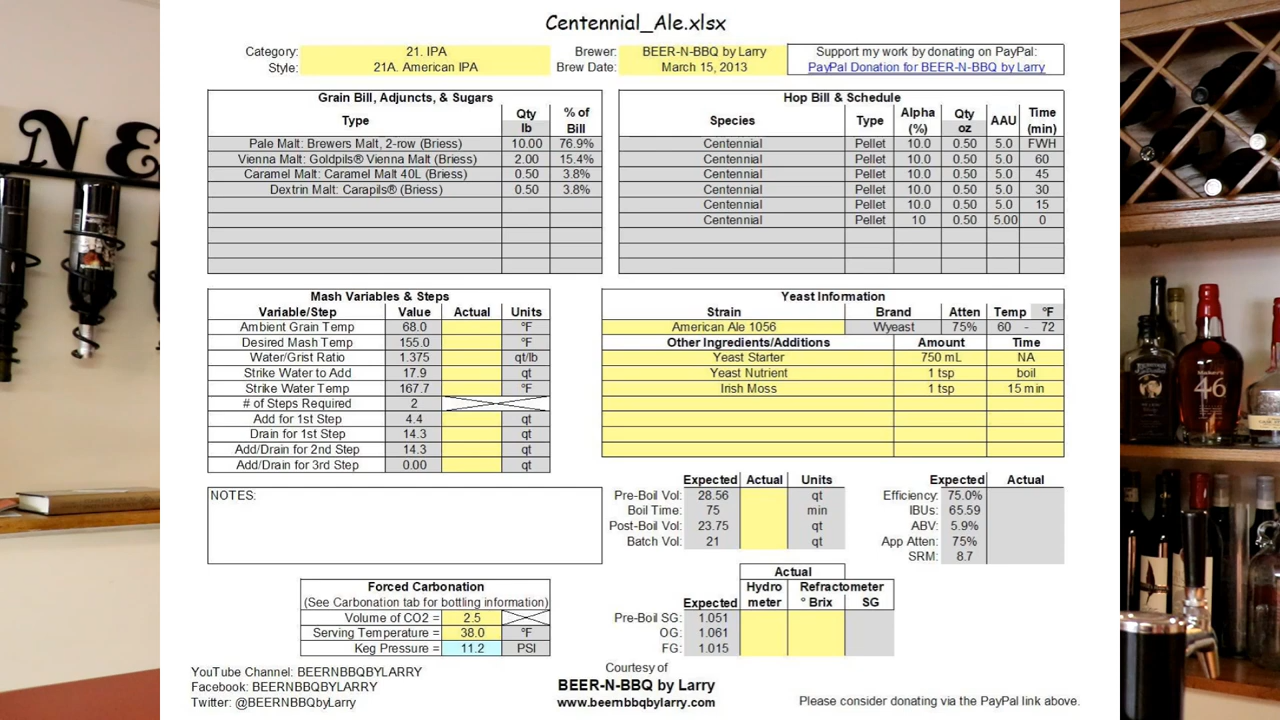 Centennial_Ale.xlsx
Category: 21. IPA Brewer: BEER-N-BBQ by Larry Support my work by donating on PayPal:
Style: 21A. American IPA Brew Date: March 15, 2013 PayPal Donation for BEER-N-BBQ by Larry
Grain Bill, Adjuncts, & Sugars
Type Qty lb % of Bill
Pale Malt: Brewers Malt, 2-row (Briess) 10.00 76.9%
Vienna Malt: Goldpils® Vienna Malt (Briess) 2.00 15.4%
Caramel Malt: Caramel Malt 40L (Briess) 0.50 3.8%
Dextrin Malt: Carapils® (Briess) 0.50 3.8%
Hop Bill & Schedule
Species Type Alpha (%) Qty oz AAU Time (min)
Centennial Pellet 10.0 0.50 5.0 FWH
Centennial Pellet 10.0 0.50 5.0 60
Centennial Pellet 10.0 0.50 5.0 45
Centennial Pellet 10.0 0.50 5.0 30
Centennial Pellet 10.0 0.50 5.0 15
Centennial Pellet 10 0.50 5.00 0
Mash Variables & Steps
Variable/Step Value Actual Units
Ambient Grain Temp 68.0 °F
Desired Mash Temp 155.0 °F
Water/Grist Ratio 1.375 qt/lb
Strike Water to Add 17.9 qt
Strike Water Temp 167.7 °F
# of Steps Required 2
Add for 1st Step 4.4 qt
Drain for 1st Step 14.3 qt
Add/Drain for 2nd Step 14.3 qt
Add/Drain for 3rd Step 0.00 qt
Yeast Information
Strain Brand Atten Temp °F
American Ale 1056 Wyeast 75% 60 - 72
Other Ingredients/Additions Amount Time
Yeast Starter 750 mL NA
Yeast Nutrient 1 tsp boil
Irish Moss 1 tsp 15 min
NOTES:
Expected Actual Units
Pre-Boil Vol: 28.56 qt
Boil Time: 75 min
Post-Boil Vol: 23.75 qt
Batch Vol: 21 qt
Expected Actual
Efficiency: 75.0%
IBUs: 65.59
ABV: 5.9%
App Atten: 75%
SRM: 8.7
Forced Carbonation
(See Carbonation tab for bottling information)
Volume of CO2 = 2.5
Serving Temperature = 38.0 °F
Keg Pressure = 11.2 PSI
Actual
Hydro meter Refractometer
Expected ° Brix SG
Pre-Boil SG: 1.051
OG: 1.061
FG: 1.015
YouTube Channel: BEERNBBQBYLARRY
Facebook: BEERNBBQBYLARRY
Twitter: @BEERNBBQbyLarry
Courtesy of
BEER-N-BBQ by Larry
www.beernbbqbylarry.com
Please consider donating via the PayPal link above.
N E
46